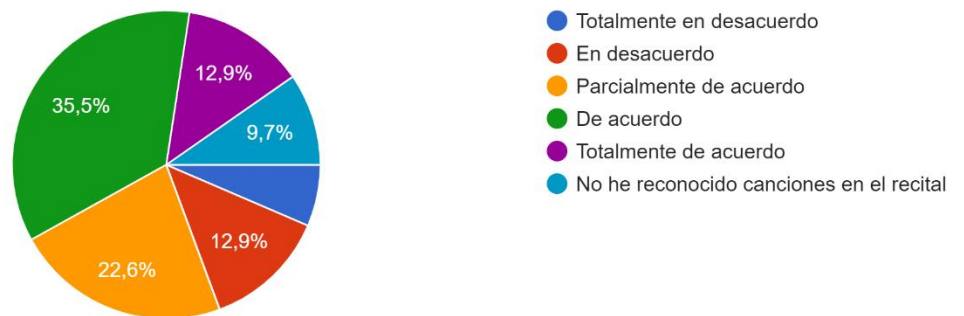 35,5%
12,9%
9,7%
12,9%
22,6%
Totalmente en desacuerdo
En desacuerdo
Parcialmente de acuerdo
De acuerdo
Totalmente de acuerdo
No he reconocido canciones en el recital